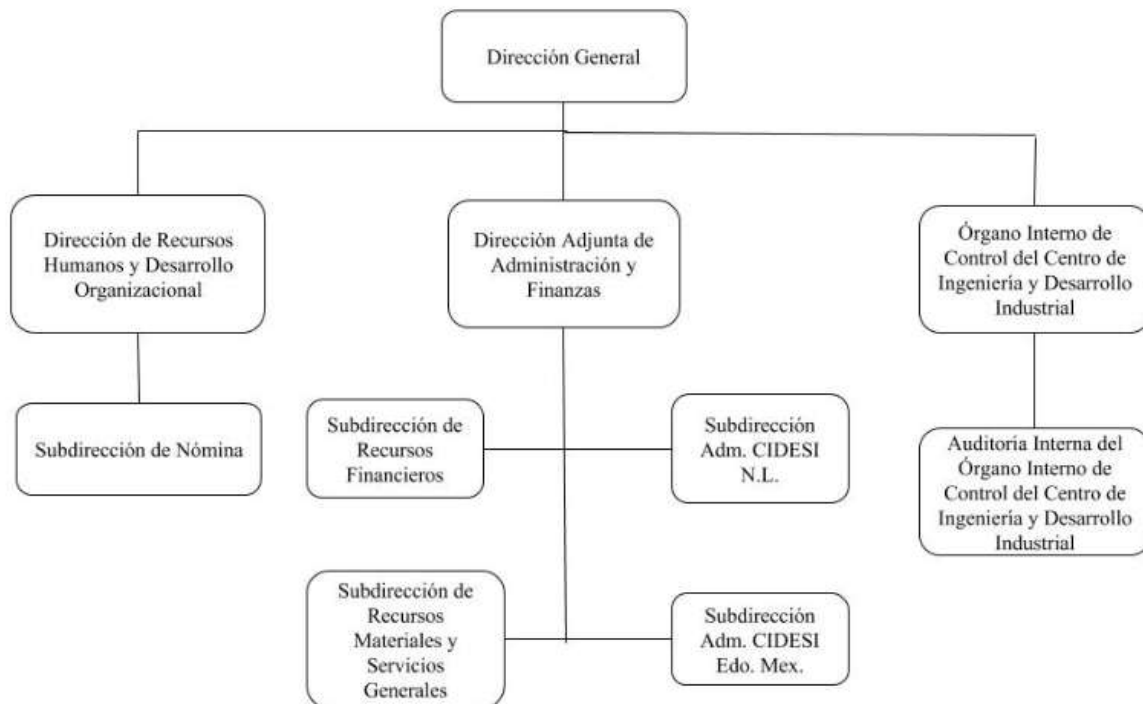 Dirección General
Dirección de Recursos
Humanos y Desarrollo
Organizacional
Dirección Adjunta de
Administración y
Finanzas
Órgano Interno de
Control del Centro de
Ingeniería y Desarrollo
Industrial
Subdirección de Nómina
Subdirección de
Recursos
Financieros
Subdirección
Adm. CIDESI
N.L.
Auditoría Interna del
Órgano Interno de
Control del Centro de
Ingeniería y Desarrollo
Industrial
Subdirección de
Recursos
Materiales y
Servicios
Generales
Subdirección
Adm. CIDESI
Edo. Mex.